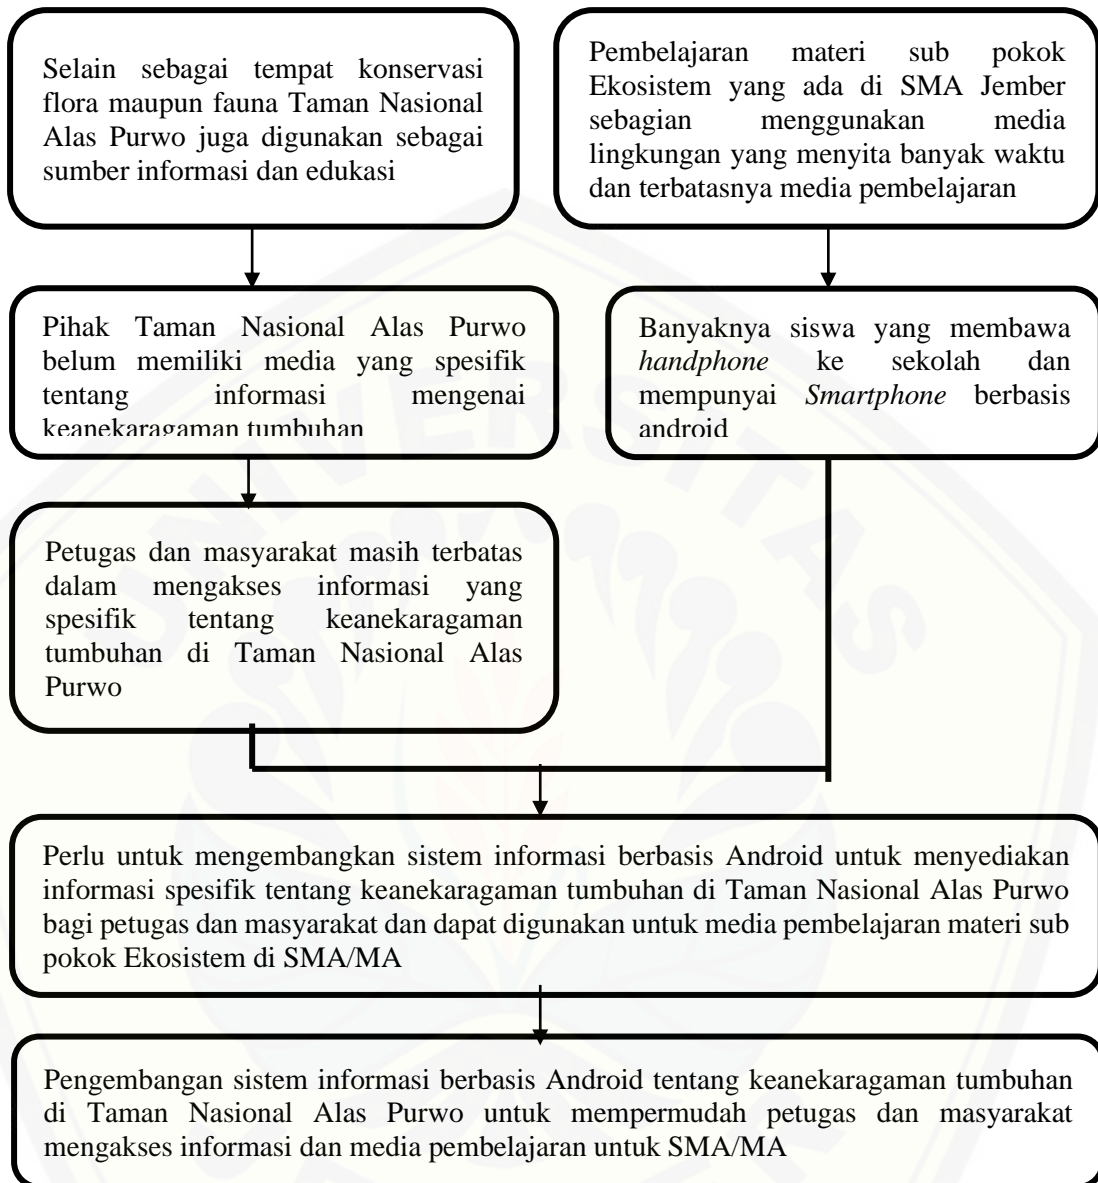 Selain sebagai tempat konservasi
flora maupun fauna Taman Nasional
Alas Purwo juga digunakan sebagai
sumber informasi dan edukasi
Pembelajaran materi sub pokok
Ekosistem yang ada di SMA Jember
sebagian menggunakan media
lingkungan yang menyita banyak waktu
dan terbatasnya media pembelajaran
Pihak Taman Nasional Alas Purwo
belum memiliki media yang spesifik
tentang informasi mengenai
keanekaragaman tumbuhan
Banyaknya siswa yang membawa
handphone ke sekolah dan
mempunyai Smartphone berbasis
android
Petugas dan masyarakat masih terbatas
dalam mengakses informasi yang
spesifik tentang keanekaragaman
tumbuhan di Taman Nasional Alas
Purwo
Perlu untuk mengembangkan sistem informasi berbasis Android untuk menyediakan
informasi spesifik tentang keanekaragaman tumbuhan di Taman Nasional Alas Purwo
bagi petugas dan masyarakat dan dapat digunakan untuk media pembelajaran materi sub
pokok Ekosistem di SMA/MA
Pengembangan sistem informasi berbasis Android tentang keanekaragaman tumbuhan
di Taman Nasional Alas Purwo untuk mempermudah petugas dan masyarakat
mengakses informasi dan media pembelajaran untuk SMA/MA
UNIVERSITAS